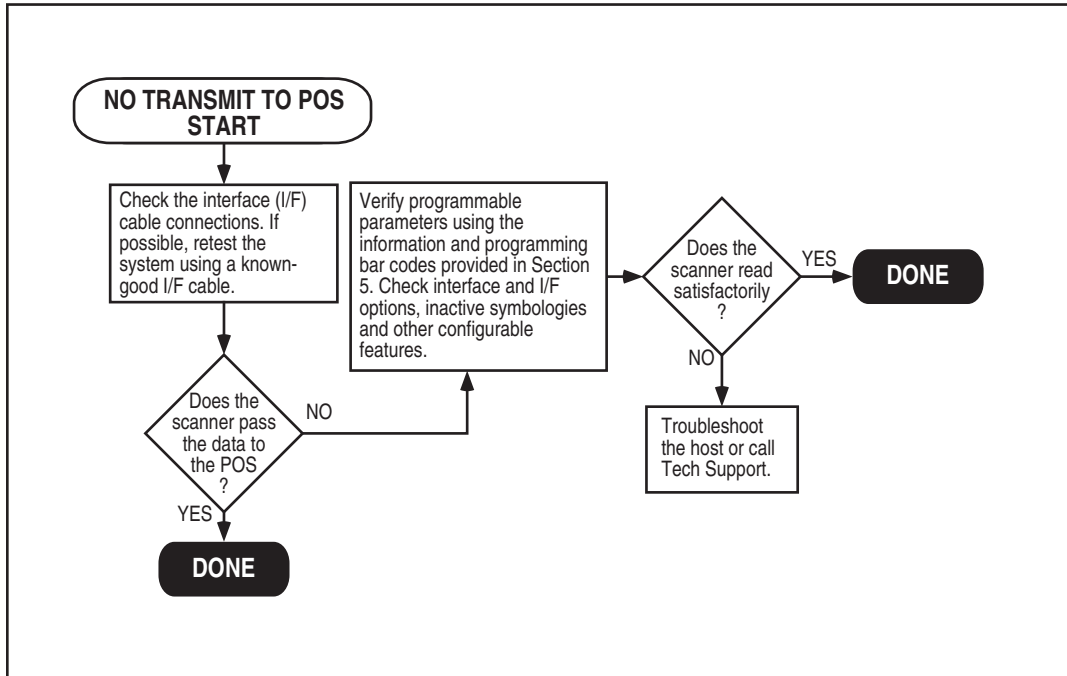 NO TRANSMIT TO POS
START
Check the interface (I/F)
cable connections. If
possible, retest the
system using a known-
good I/F cable.
Does the
scanner pass
the data to
the POS
?
YES
DONE
NO
Verify programmable
parameters using the
information and programming
bar codes provided in Section
5. Check interface and I/F
options, inactive symbologies
and other configurable
features.
Does the
scanner read
satisfactorily
?
YES
DONE
NO
Troubleshoot
the host or call
Tech Support.